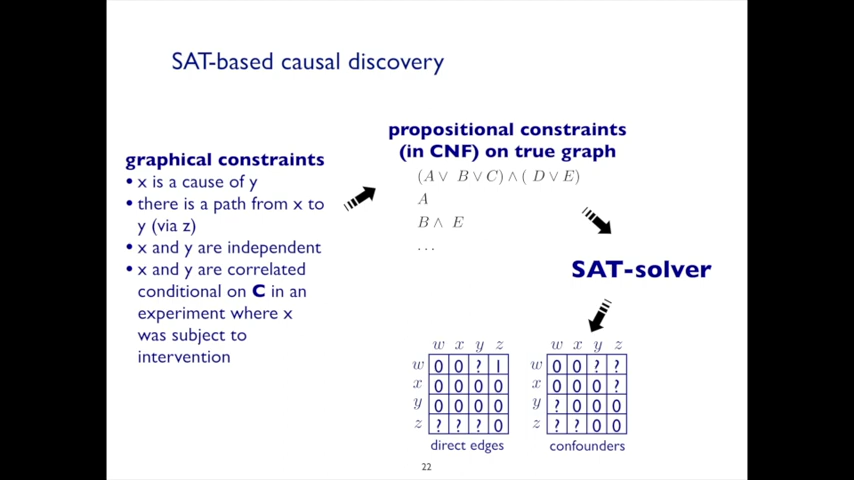 SAT-based causal discovery
graphical constraints
• x is a cause of y
• there is a path from x to
y (via z)
• x and y are independent
• x and y are correlated
conditional on C in an
experiment where x
was subject to
intervention
propositional constraints
(in CNF) on true graph
(A ∨ B ∨ C) ∧ ( D ∨ E)
A
B ∧ E
...
SAT-solver
w x y z
w 0 0 ? 1
x 0 0 0 0
y 0 0 0 0
z ? ? ? 0
direct edges
w x y z
w 0 0 ? ?
x 0 0 0 ?
y ? 0 0 0
z ? ? 0 0
confounders
22